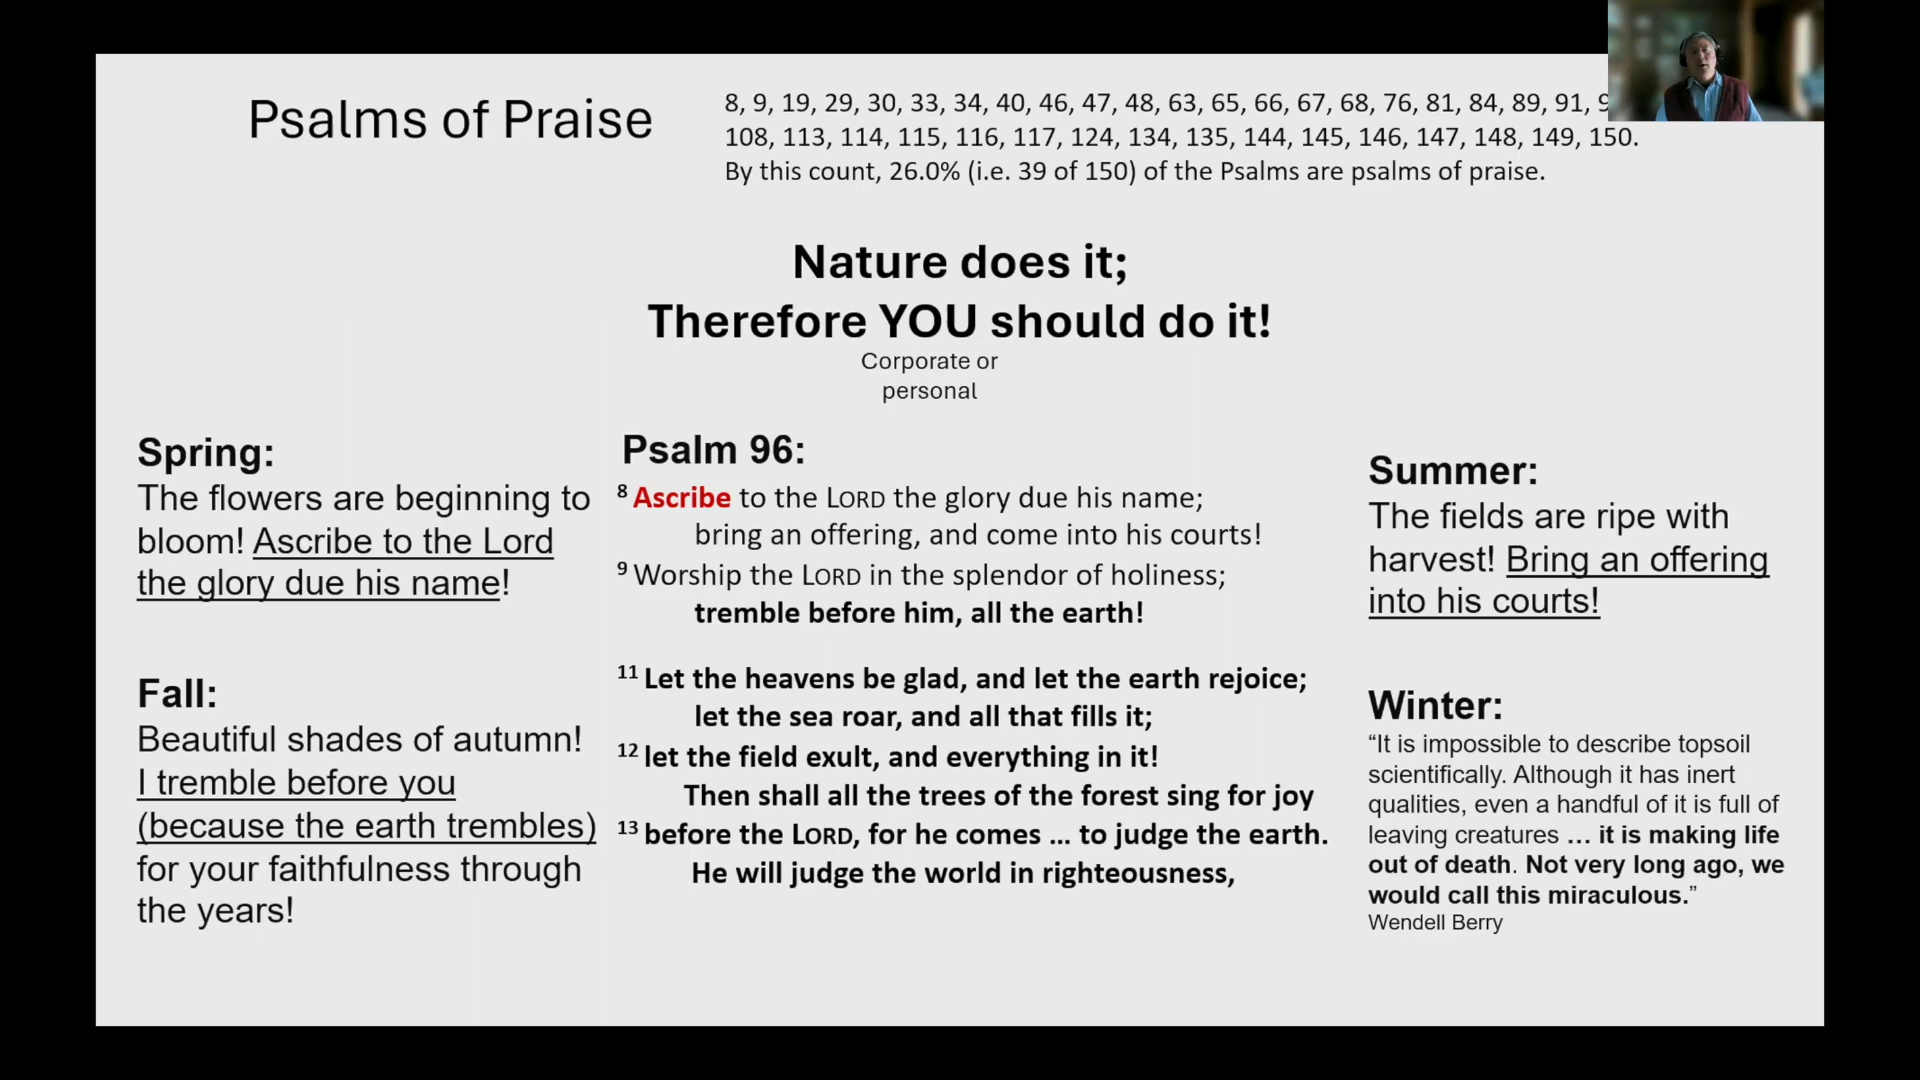 Psalms of Praise
8, 9, 19, 29, 30, 33, 34, 40, 46, 47, 48, 63, 65, 66, 67, 68, 76, 81, 84, 89, 91,
108, 113, 114, 115, 116, 117, 124, 134, 135, 144, 145, 146, 147, 148, 149, 150.
By this count, 26.0% (i.e. 39 of 150) of the Psalms are psalms of praise.
Nature does it;
Therefore YOU should do it!
Corporate or
personal
Spring:
The flowers are beginning to
bloom! Ascribe to the Lord
the glory due his name!
Fall:
Beautiful shades of autumn!
I tremble before you
(because the earth trembles)
for your faithfulness through
the years!
Psalm 96:
8 Ascribe to the LORD the glory due his name;
bring an offering, and come into his courts!
9 Worship the LORD in the splendor of holiness;
tremble before him, all the earth!
11 Let the heavens be glad, and let the earth rejoice;
let the sea roar, and all that fills it;
12 let the field exult, and everything in it!
Then shall all the trees of the forest sing for joy
13 before the LORD, for he comes ... to judge the earth.
He will judge the world in righteousness,
Summer:
The fields are ripe with
harvest! Bring an offering
into his courts!
Winter:
“It is impossible to describe topsoil
scientifically. Although it has inert
qualities, even a handful of it is full of
leaving creatures … it is making life
out of death. Not very long ago, we
would call this miraculous.”
Wendell Berry